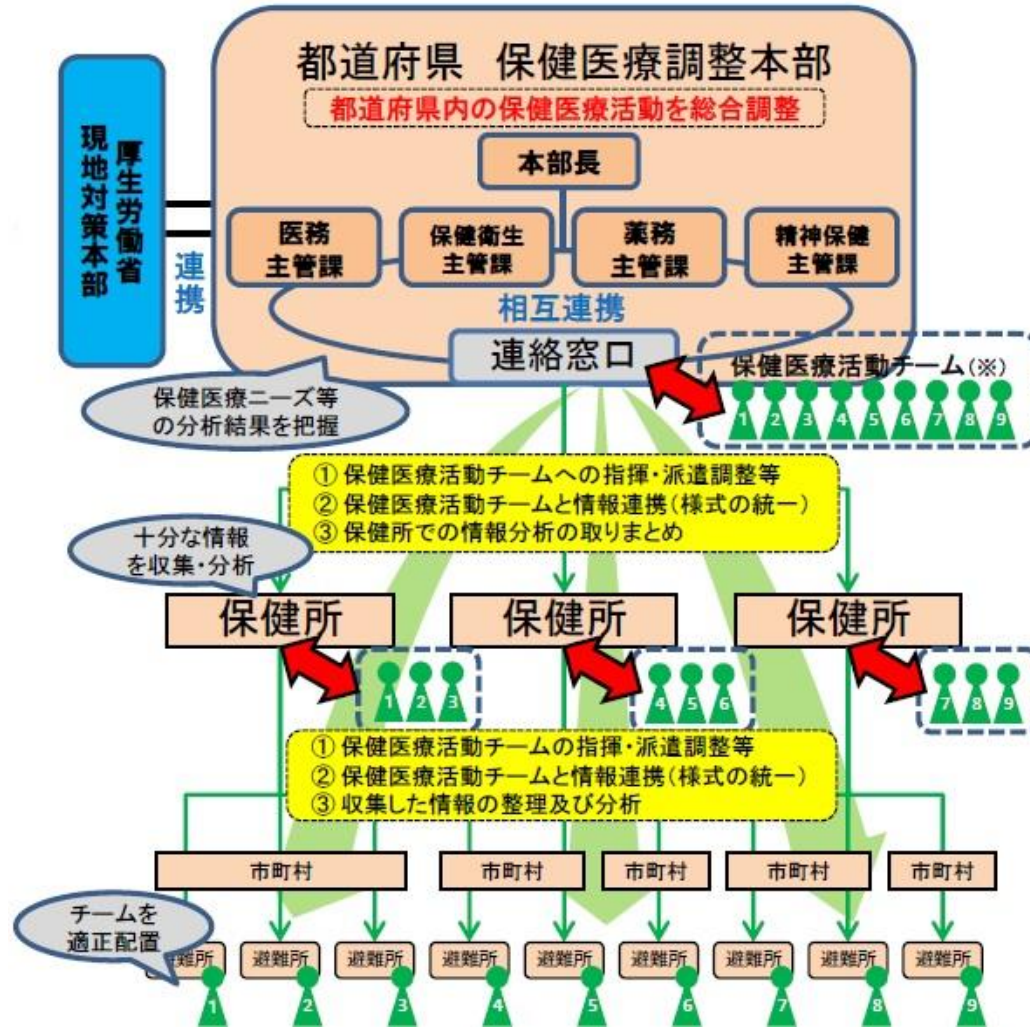 都道府県 保健医療調整本部
都道府県内の保健医療活動を総合調整
本部長
厚生労働省
現地対策本部
連携
医務
主管課
保健衛生
主管課
薬務
主管課
精神保健
主管課
相互連携
連絡窓口
保健医療活動チーム(※)
1 2 3 4 5 6 7 8 9
保健医療ニーズ等
の分析結果を把握
① 保健医療活動チームへの指揮・派遣調整等
② 保健医療活動チームと情報連携(様式の統一)
③ 保健所での情報分析の取りまとめ
十分な情報
を収集・分析
保健所
保健所
保健所
1 2 3
4 5 6
7 8 9
① 保健医療活動チームの指揮・派遣調整等
② 保健医療活動チームと情報連携(様式の統一)
③ 収集した情報の整理及び分析
市町村
市町村
市町村
市町村
市町村
チームを
適正配置
避難所 避難所 避難所 避難所 避難所 避難所 避難所 避難所 避難所
1 2 3 4 5 6 7 8 9